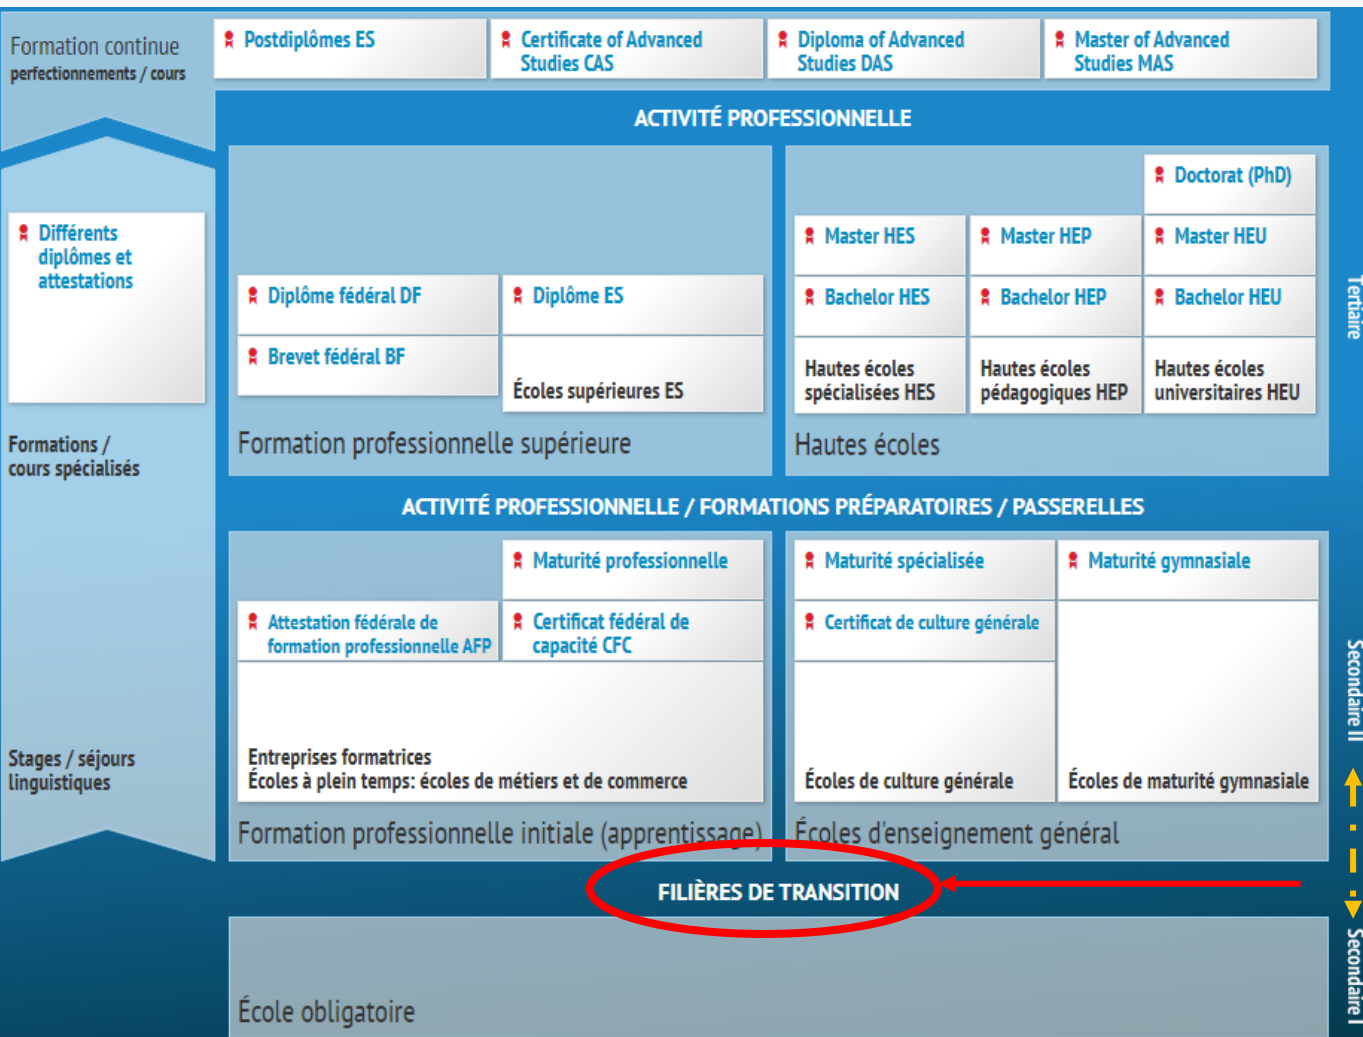 Formation continue
perfectionnements / cours
Postdiplômes ES
Certificate of Advanced
Studies CAS
Diploma of Advanced
Studies DAS
Master of Advanced
Studies MAS
ACTIVITÉ PROFESSIONNELLE
Différents
diplômes et
attestations
Formations /
cours spécialisés
Stages / séjours
linguistiques
Diplôme fédéral DF
Brevet fédéral BF
Diplôme ES
Écoles supérieures ES
Formation professionnelle supérieure
Doctorat (PhD)
Master HES
Master HEP
Master HEU
Bachelor HES
Bachelor HEP
Bachelor HEU
Hautes écoles
spécialisées HES
Hautes écoles
pédagogiques HEP
Hautes écoles
universitaires HEU
Hautes écoles
Tertiaire
ACTIVITÉ PROFESSIONNELLE / FORMATIONS PRÉPARATOIRES / PASSERELLES
Maturité professionnelle
Attestation fédérale de
formation professionnelle AFP
Certificat fédéral de
capacité CFC
Entreprises formatrices
Écoles à plein temps: écoles de métiers et de commerce
Formation professionnelle initiale (apprentissage)
Maturité spécialisée
Maturité gymnasiale
Certificat de culture générale
Écoles de culture générale
Écoles de maturité gymnasiale
Écoles d'enseignement général
Secondaire II
FILIÈRES DE TRANSITION
École obligatoire
Secondaire I